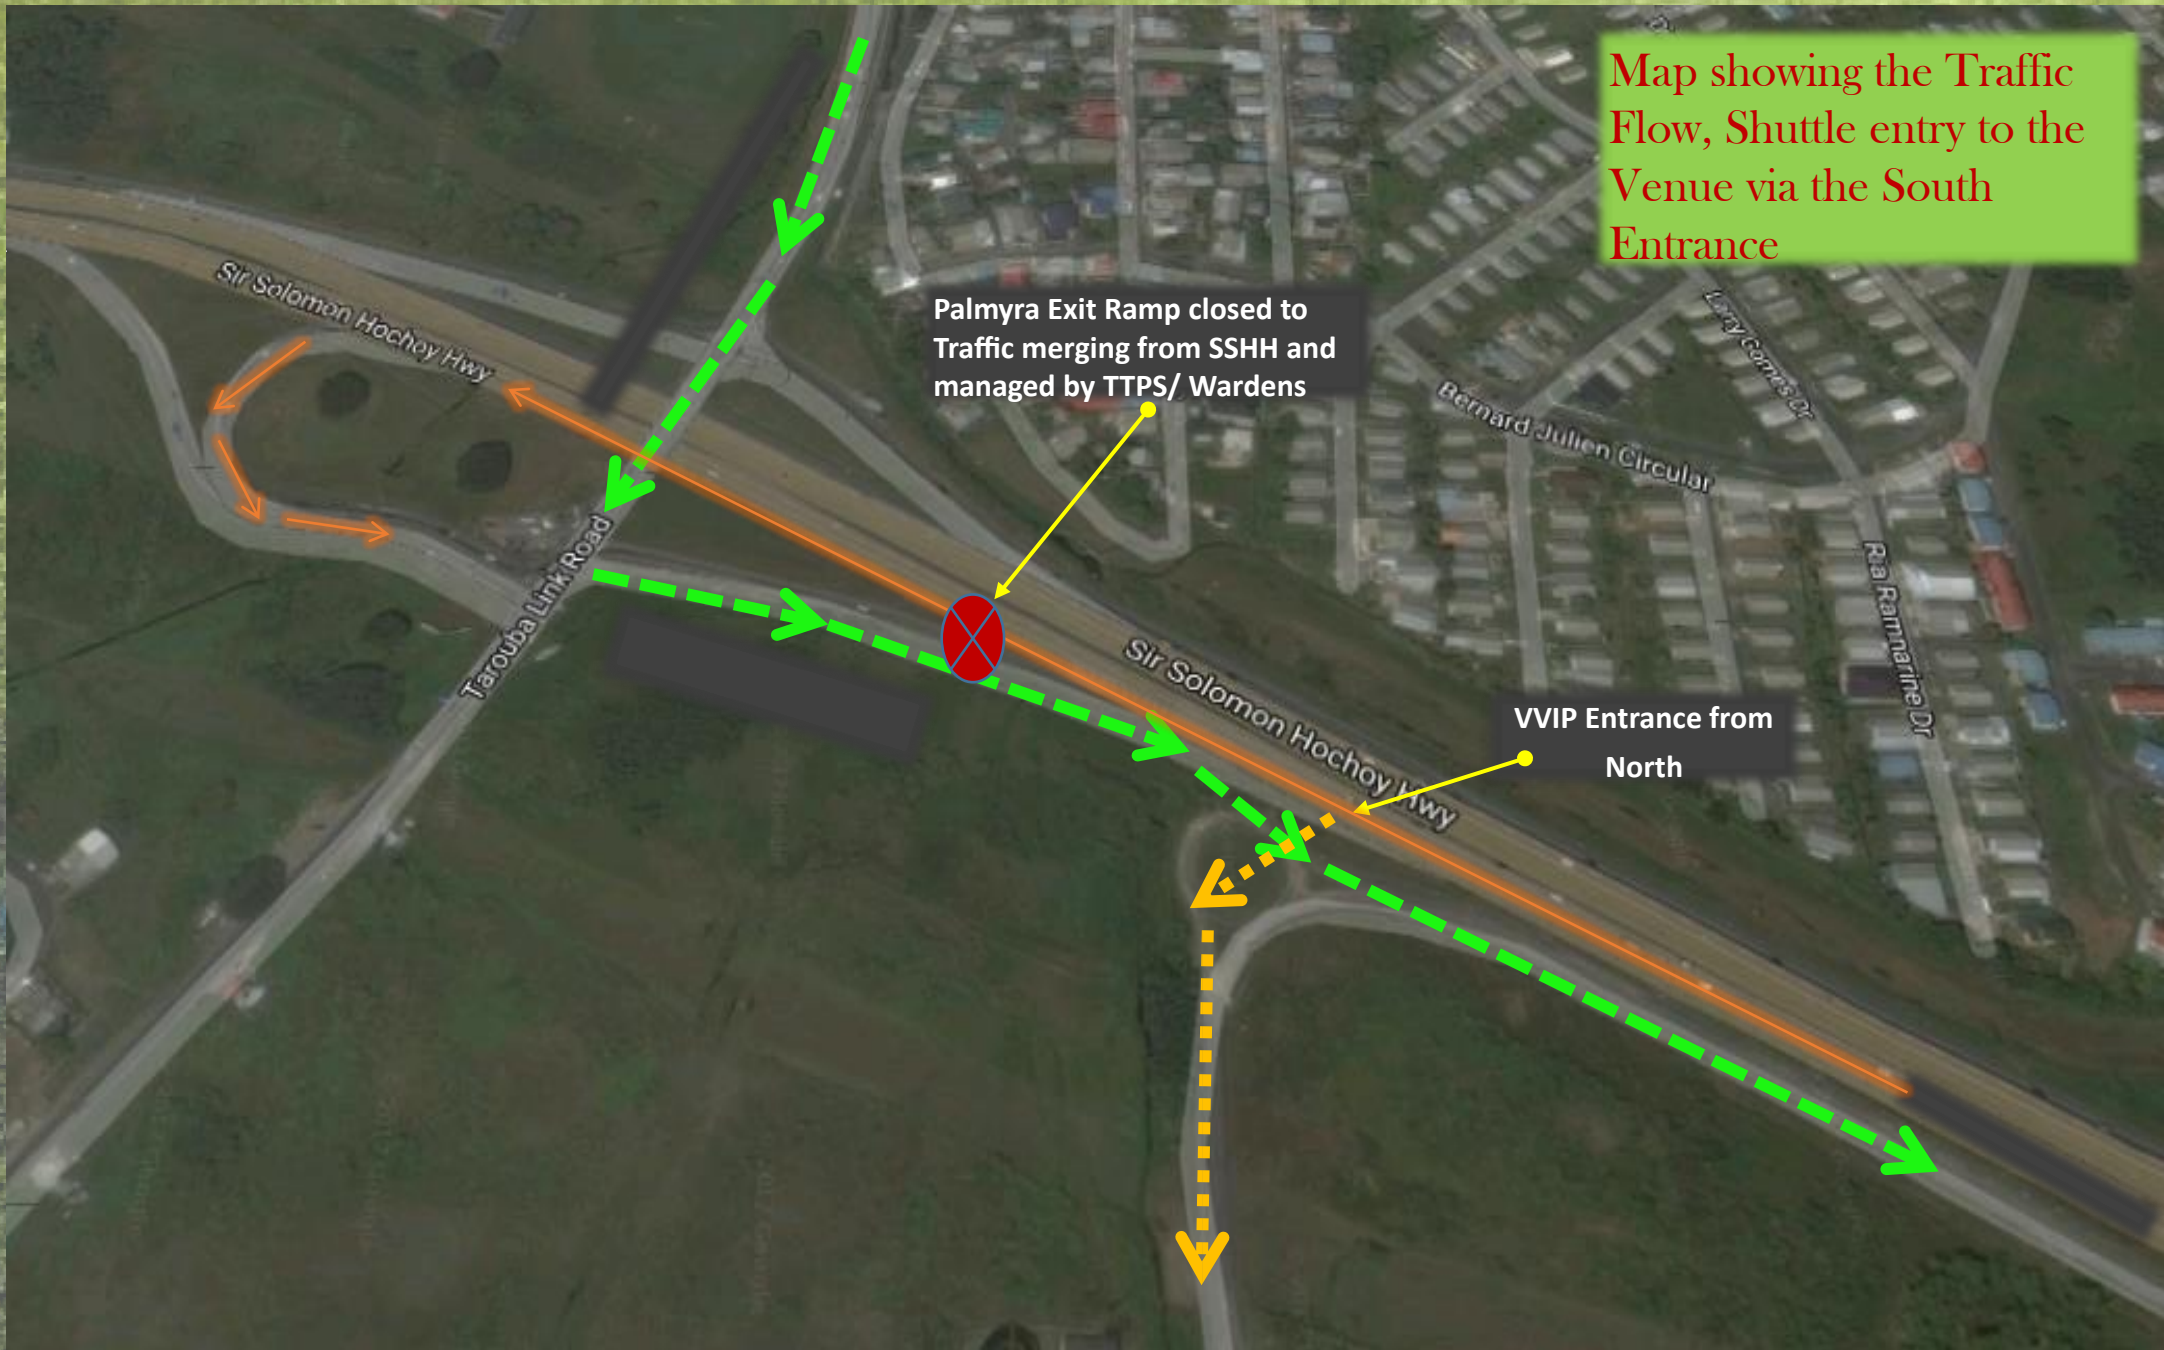 Map showing the Traffic
Flow, Shuttle entry to the
Venue via the South
Entrance
Sir Solomon Hochoy Hwy
Palmyra Exit Ramp closed to
Traffic merging from SSHH and
managed by TTPS/ Wardens
Larry Gomes Dr
Bernard Julien Circular
Tarouba Link Road
Ria Ramnarine Dr
Sir Solomon Hochoy Hwy
VVIP Entrance from
North